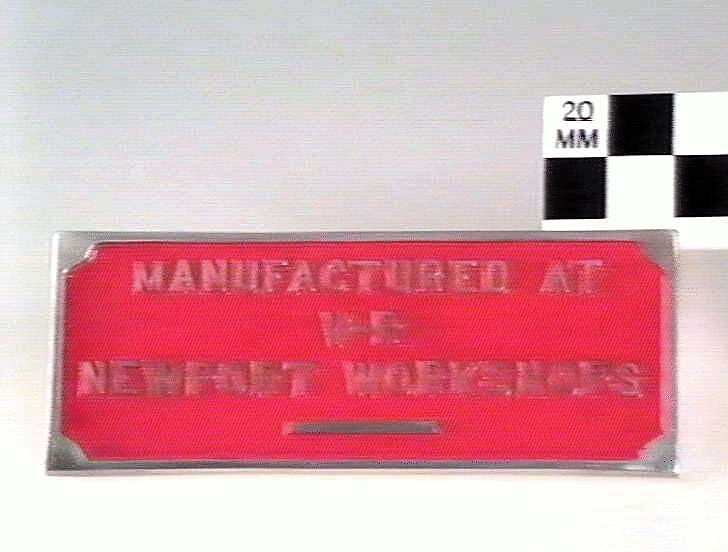 20
MM
MANUFACTURED AT
V-R
NEWPORT WORKSHOPS